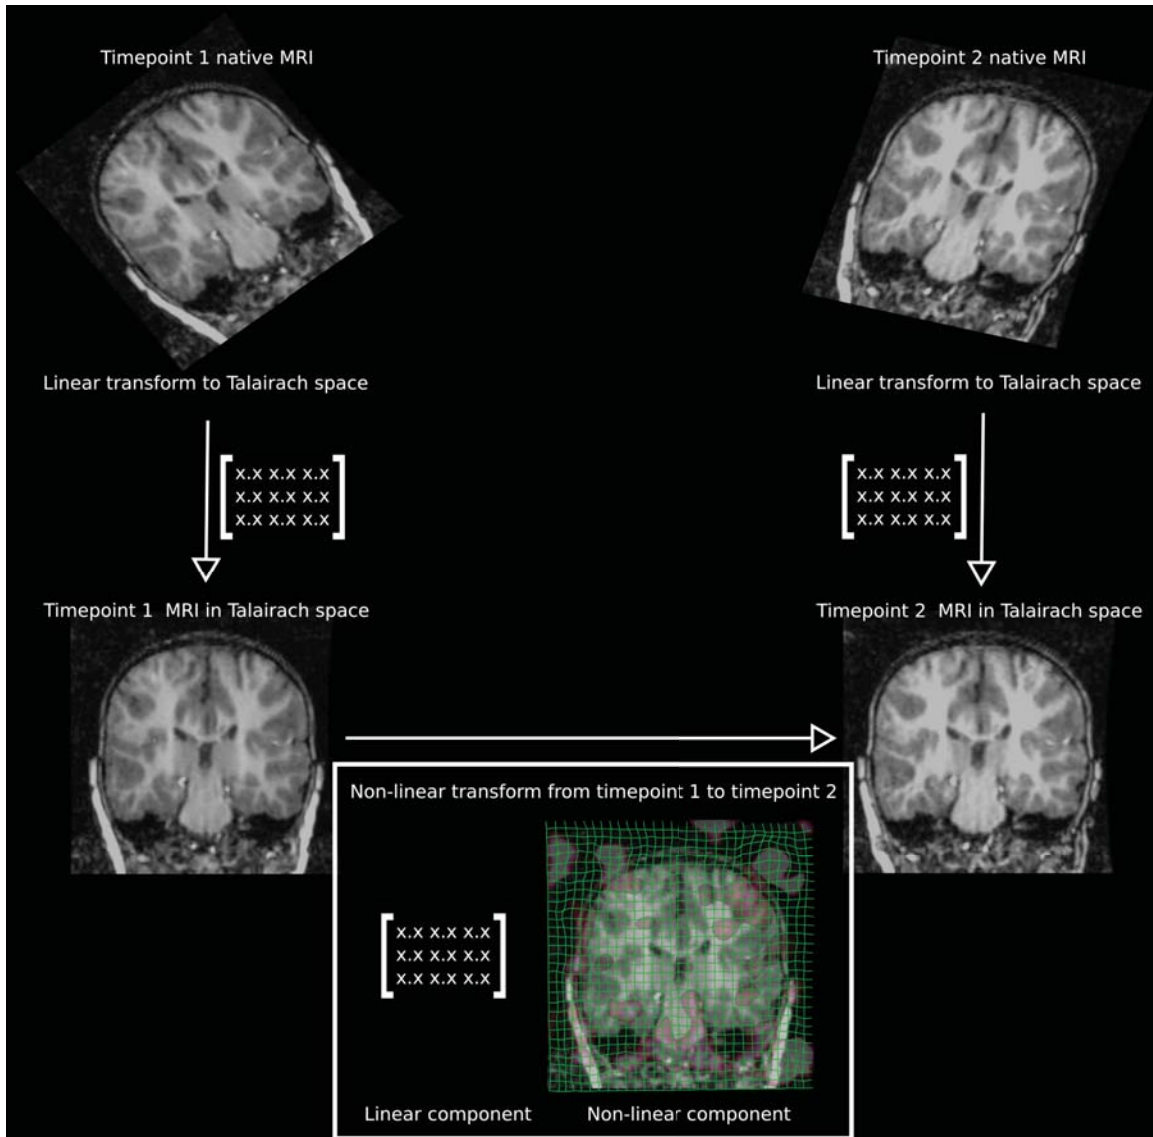 Timepoint 1 native MRI
Timepoint 2 native MRI
Linear transform to Talairach space
Linear transform to Talairach space
x.x x.x x.x
x.x x.x x.x
x.x x.x x.x
x.x x.x x.x
x.x x.x x.x
x.x x.x x.x
Timepoint 1 MRI in Talairach space
Timepoint 2 MRI in Talairach space
Non-linear transform from timepoint 1 to timepoint 2
x.x x.x x.x
x.x x.x x.x
x.x x.x x.x
Linear component
Non-linear component